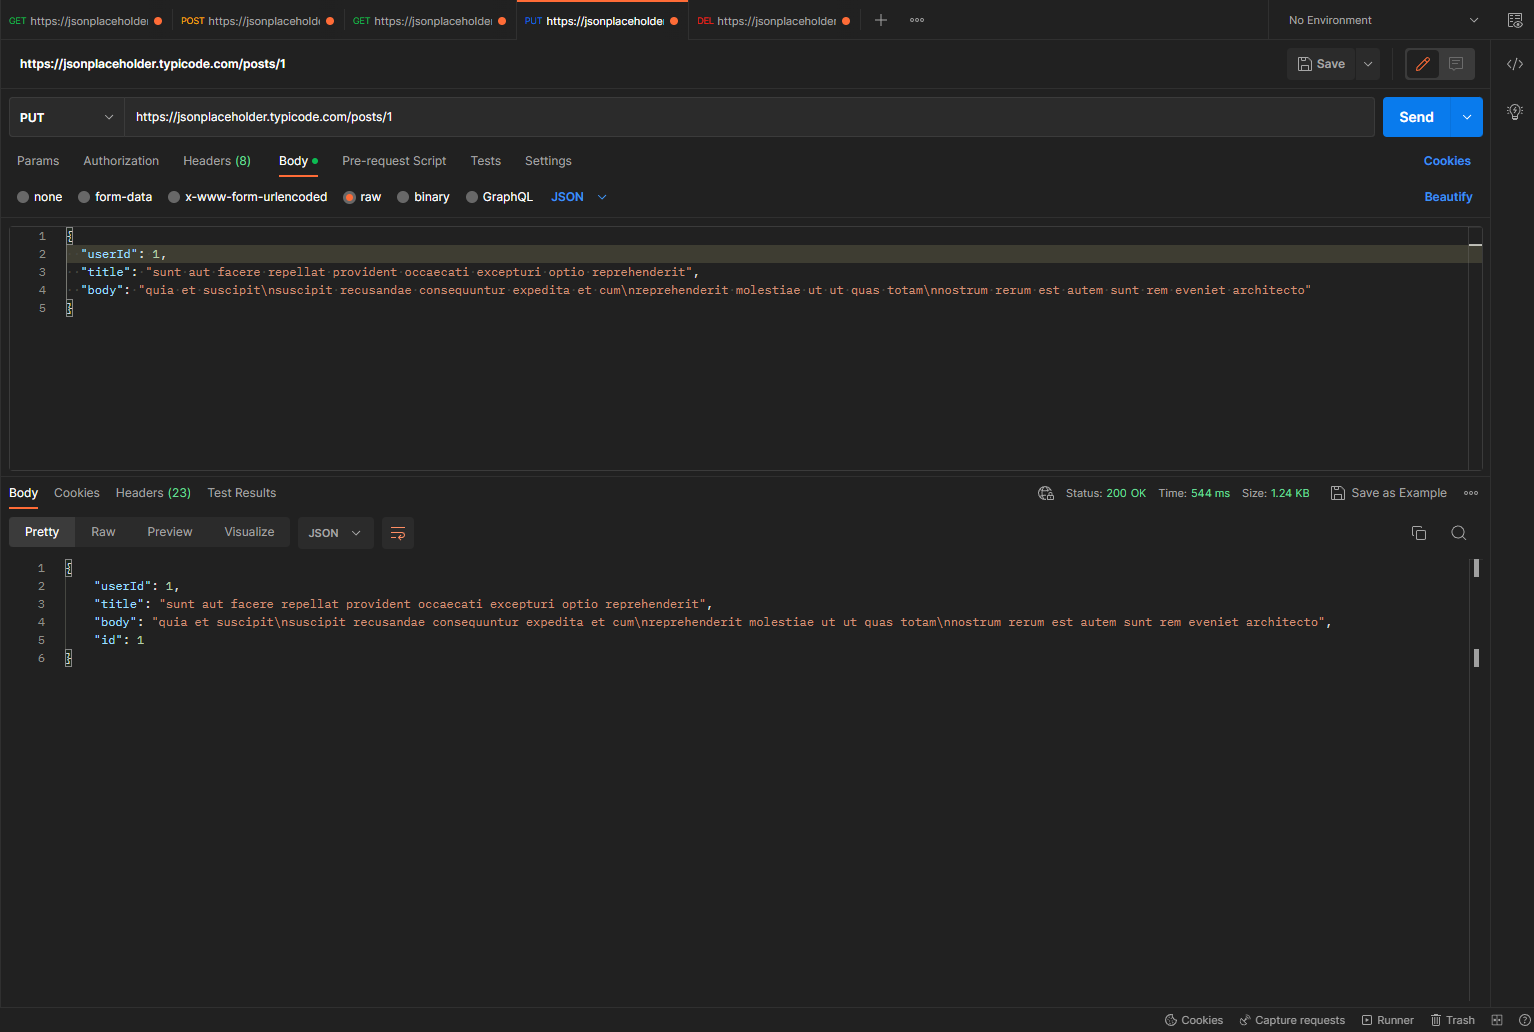 GET https://jsonplaceholder POST https://jsonplaceholde GET https://jsonplaceholder PUT https://jsonplaceholder DEL https://jsonplaceholder No Environment
https://jsonplaceholder.typicode.com/posts/1 Save
PUT https://jsonplaceholder.typicode.com/posts/1 Send
Params Authorization Headers (8) Body Pre-request Script Tests Settings Cookies
none form-data x-www-form-urlencoded raw binary GraphQL JSON Beautify
1 {
2 "userId": 1,
3 "title": "sunt aut facere repellat provident occaecati excepturi optio reprehenderit",
4 "body": "quia et suscipit\nsuscipit recusandae consequuntur expedita et cum\nreprehenderit molestiae ut ut quas totam\nnostrum rerum est autem sunt rem eveniet architecto"
5 }
Body Cookies Headers (23) Test Results Status: 200 OK Time: 544 ms Size: 1.24 KB Save as Example
Pretty Raw Preview Visualize JSON
1 {
2 "userId": 1,
3 "title": "sunt aut facere repellat provident occaecati excepturi optio reprehenderit",
4 "body": "quia et suscipit\nsuscipit recusandae consequuntur expedita et cum\nreprehenderit molestiae ut ut quas totam\nnostrum rerum est autem sunt rem eveniet architecto",
5 "id": 1
6 }
Cookies Capture requests Runner Trash